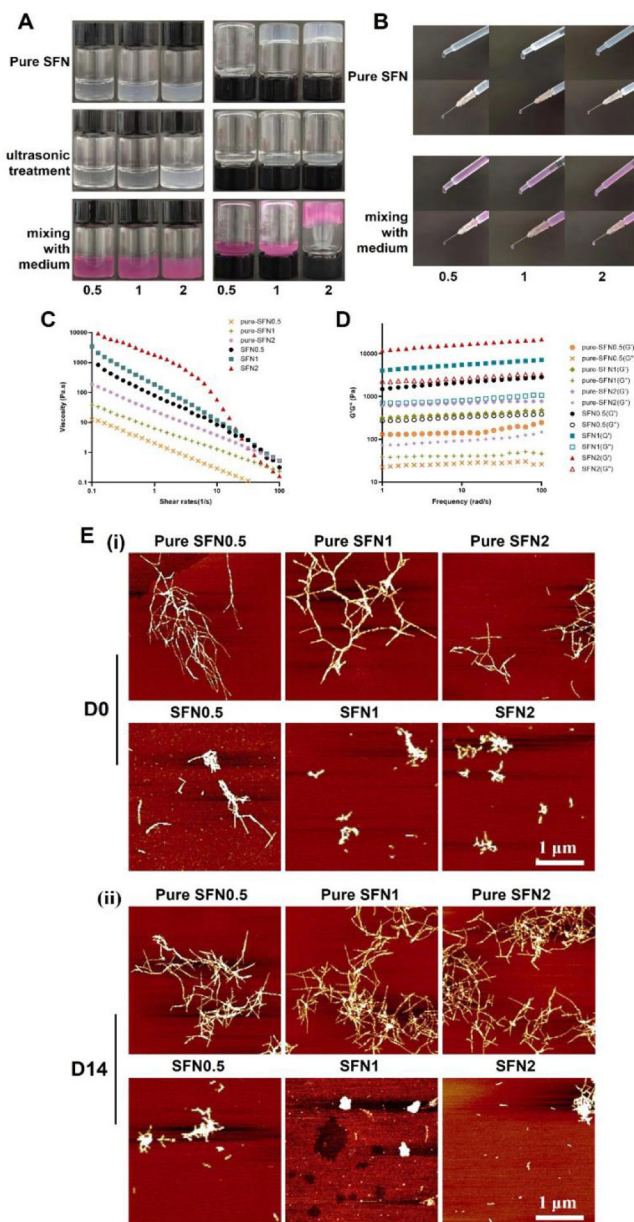 A
Pure SFN
ultrasonic
treatment
mixing
with
medium
0.5 1 2 0.5 1 2
B
Pure SFN
mixing
with
medium
0.5 1 2
C
pure-SFN0.5
pure-SFN1
pure-SFN2
SFN0.5
SFN1
SFN2
Viscosity (Pa.s)
10000
1000
100
10
1
0.1
0.1 1 10 100
Shear rates(1/s)
D
G'G'' (Pa)
10000
1000
100
10
1 10 100
Frequency (rad/s)
pure-SFN0.5(G')
pure-SFN0.5(G'')
pure-SFN1(G')
pure-SFN1(G'')
pure-SFN2(G')
pure-SFN2(G'')
SFN0.5(G')
SFN0.5(G'')
SFN1(G')
SFN1(G'')
SFN2(G')
SFN2(G'')
E (i)
Pure SFN0.5 Pure SFN1 Pure SFN2
D0
SFN0.5 SFN1 SFN2
1 μm
(ii)
Pure SFN0.5 Pure SFN1 Pure SFN2
D14
SFN0.5 SFN1 SFN2
1 μm